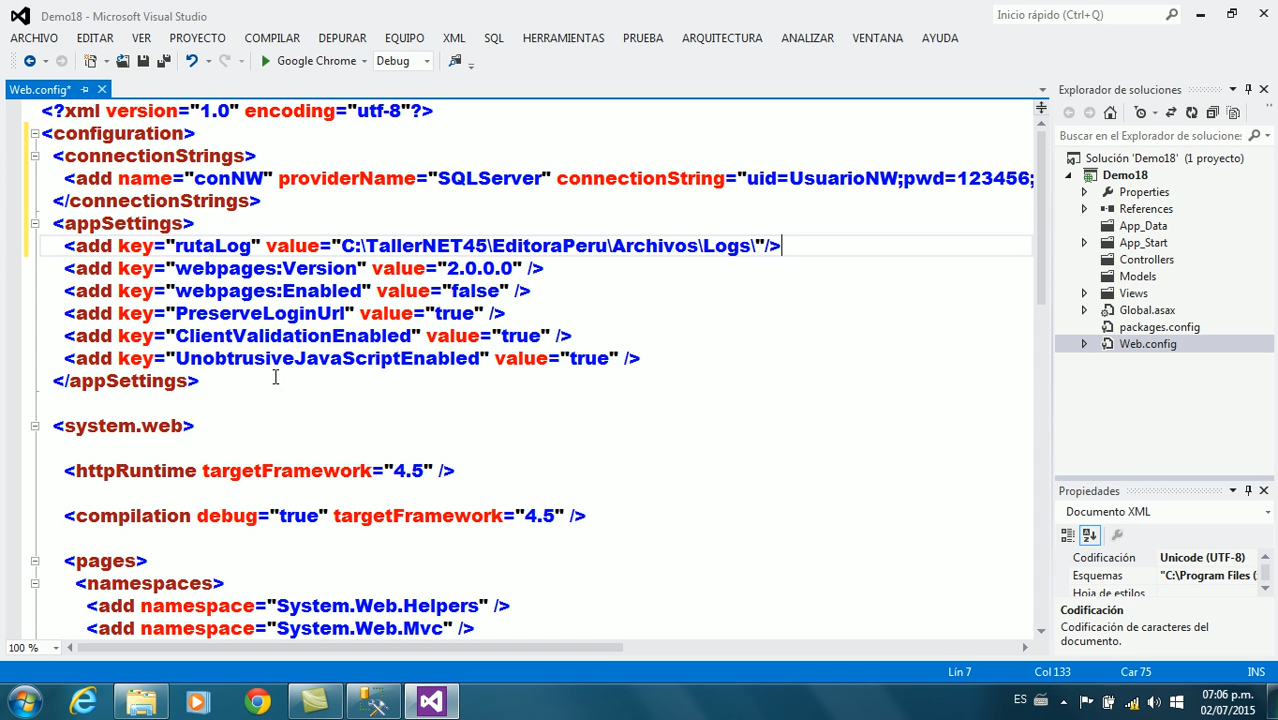 Demo18 - Microsoft Visual Studio
Inicio rápido (Ctrl+Q)
ARCHIVO EDITAR VER PROYECTO COMPILAR DEPURAR EQUIPO XML SQL HERRAMIENTAS PRUEBA ARQUITECTURA ANALIZAR VENTANA AYUDA
Google Chrome Debug
Web.config*
<?xml version="1.0" encoding="utf-8"?>
<configuration>
<connectionStrings>
<add name="conNW" providerName="SQLServer" connectionString="uid=UsuarioNW;pwd=123456;
</connectionStrings>
<appSettings>
<add key="rutaLog" value="C:\TallerNET45\EditoraPeru\Archivos\Logs\"/>
<add key="webpages:Version" value="2.0.0.0" />
<add key="webpages:Enabled" value="false" />
<add key="PreserveLoginUrl" value="true" />
<add key="ClientValidationEnabled" value="true" />
<add key="UnobtrusiveJavaScriptEnabled" value="true" />
</appSettings>
<system.web>
<httpRuntime targetFramework="4.5" />
<compilation debug="true" targetFramework="4.5" />
<pages>
<namespaces>
<add namespace="System.Web.Helpers" />
<add namespace="System.Web.Mvc" />
100 %
Explorador de soluciones
Buscar en el Explorador de soluciones
Solución 'Demo18' (1 proyecto)
Demo18
Properties
References
App_Data
App_Start
Controllers
Models
Views
Global.asax
packages.config
Web.config
Propiedades
Documento XML
Codificación Unicode (UTF-8)
Esquemas "C:\Program Files (
Hoja de estilos
Codificación
Codificación de caracteres del
documento.
Lín 7 Col 133 Car 75 INS
ES
07:06 p.m.
02/07/2015